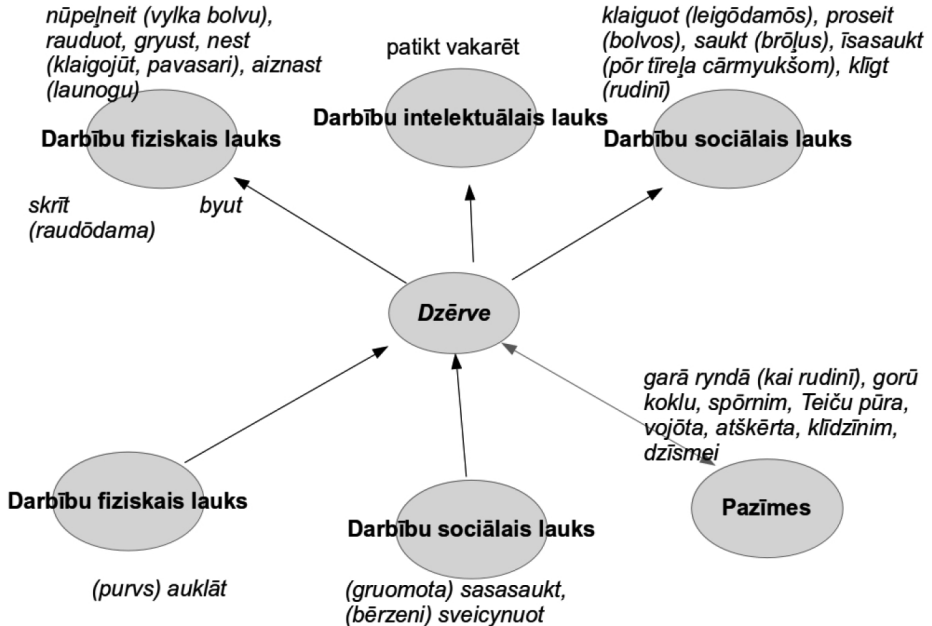 nūpeļneit (vylka bolvu),
rauduot, gryust, nest
(klaigojūt, pavasari), aiznast
(launogu)
Darbību fiziskais lauks
skrīt
(raudōdama)
byut
patikt vakarēt
Darbību intelektuālais lauks
klaiguot (leigōdamōs), proseit
(bolvos), saukt (brōļus), īsasaukt
(pōr tīreļa cārmyukšom), klīgt
(rudinī)
Darbību sociālais lauks
Dzērve
garā ryndā (kai rudinī), gorū
koklu, spōrnim, Teiču pūra,
vojōta, atškērta, klīdzīnim,
dzīsmei
Darbību fiziskais lauks
(purvs) auklāt
Darbību sociālais lauks
(gruomota) sasasaukt,
(bērzeni) sveicynuot
Pazīmes